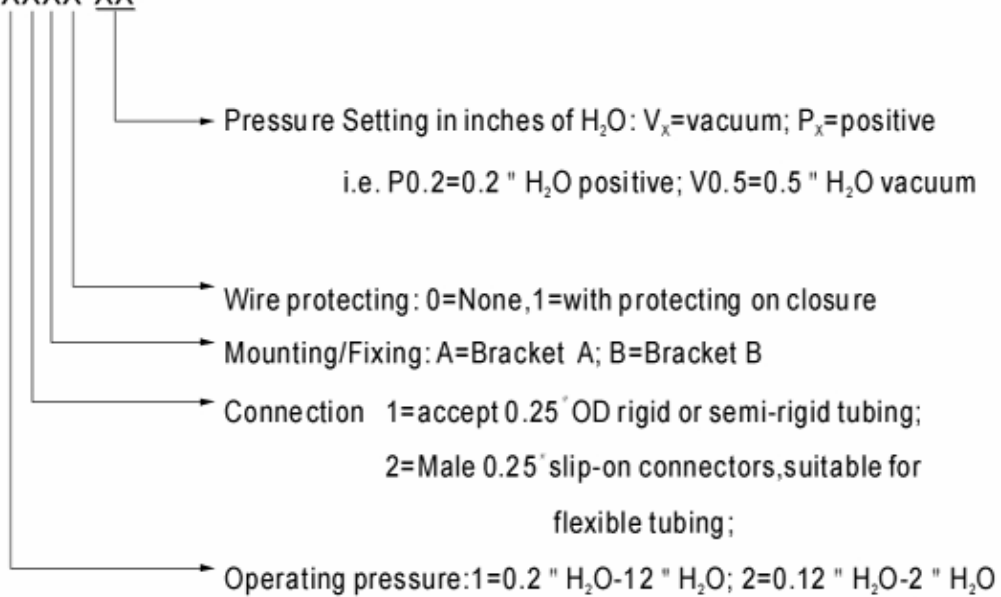 Pressure Setting in inches of H₂O: Vₓ=vacuum; Pₓ=positive
i.e. P0.2=0.2 " H₂O positive; V0.5=0.5 " H₂O vacuum
Wire protecting: 0=None,1=with protecting on closure
Mounting/Fixing: A=Bracket A; B=Bracket B
Connection 1=accept 0.25 ̋ OD rigid or semi-rigid tubing;
2=Male 0.25 ̋ slip-on connectors,suitable for
flexible tubing;
Operating pressure:1=0.2 " H₂O-12 " H₂O; 2=0.12 " H₂O-2 " H₂O